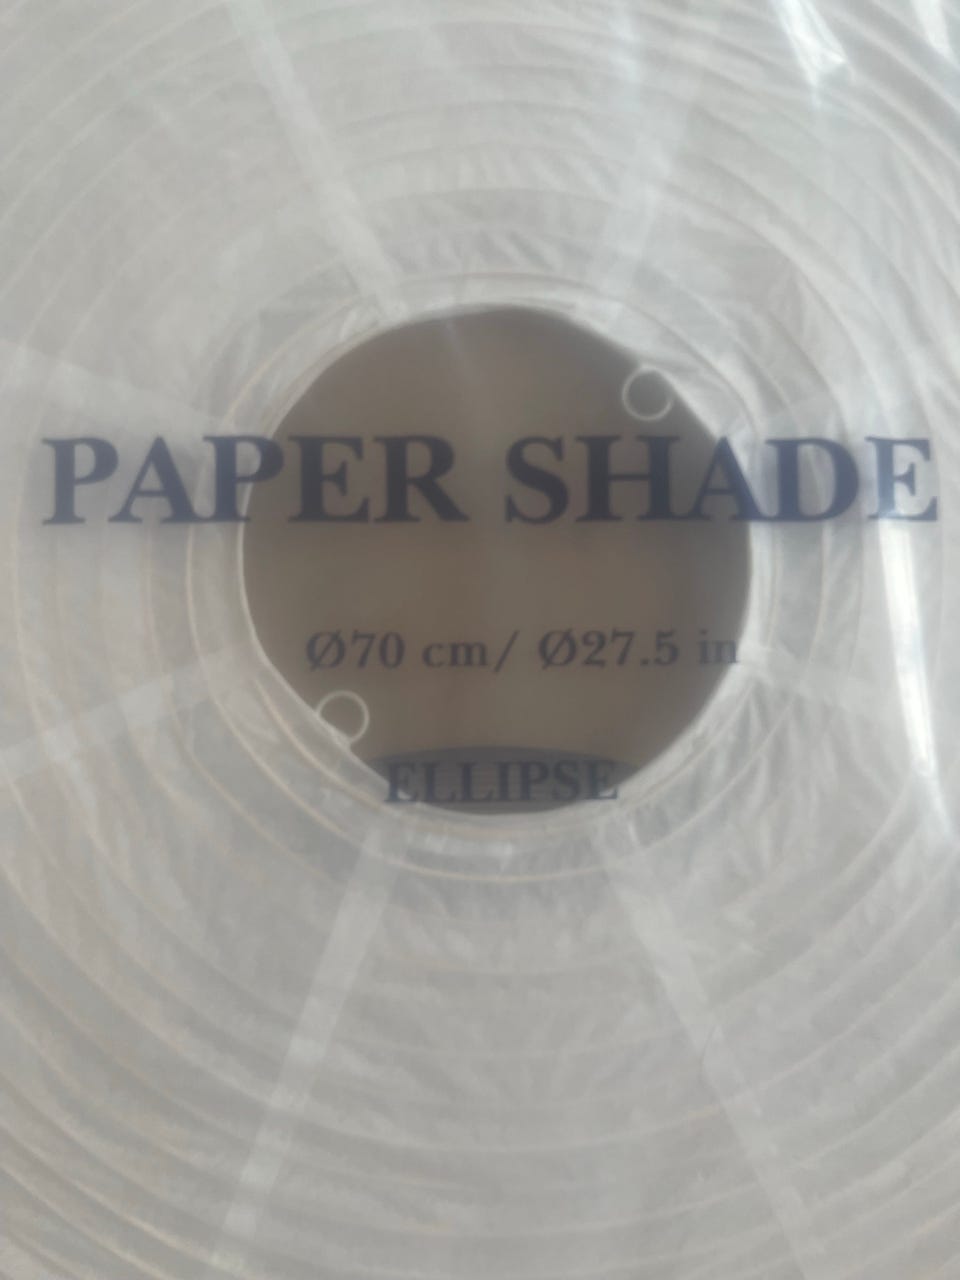 PAPER SHADE
Ø70 cm/ Ø27.5 in
ELLIPSE